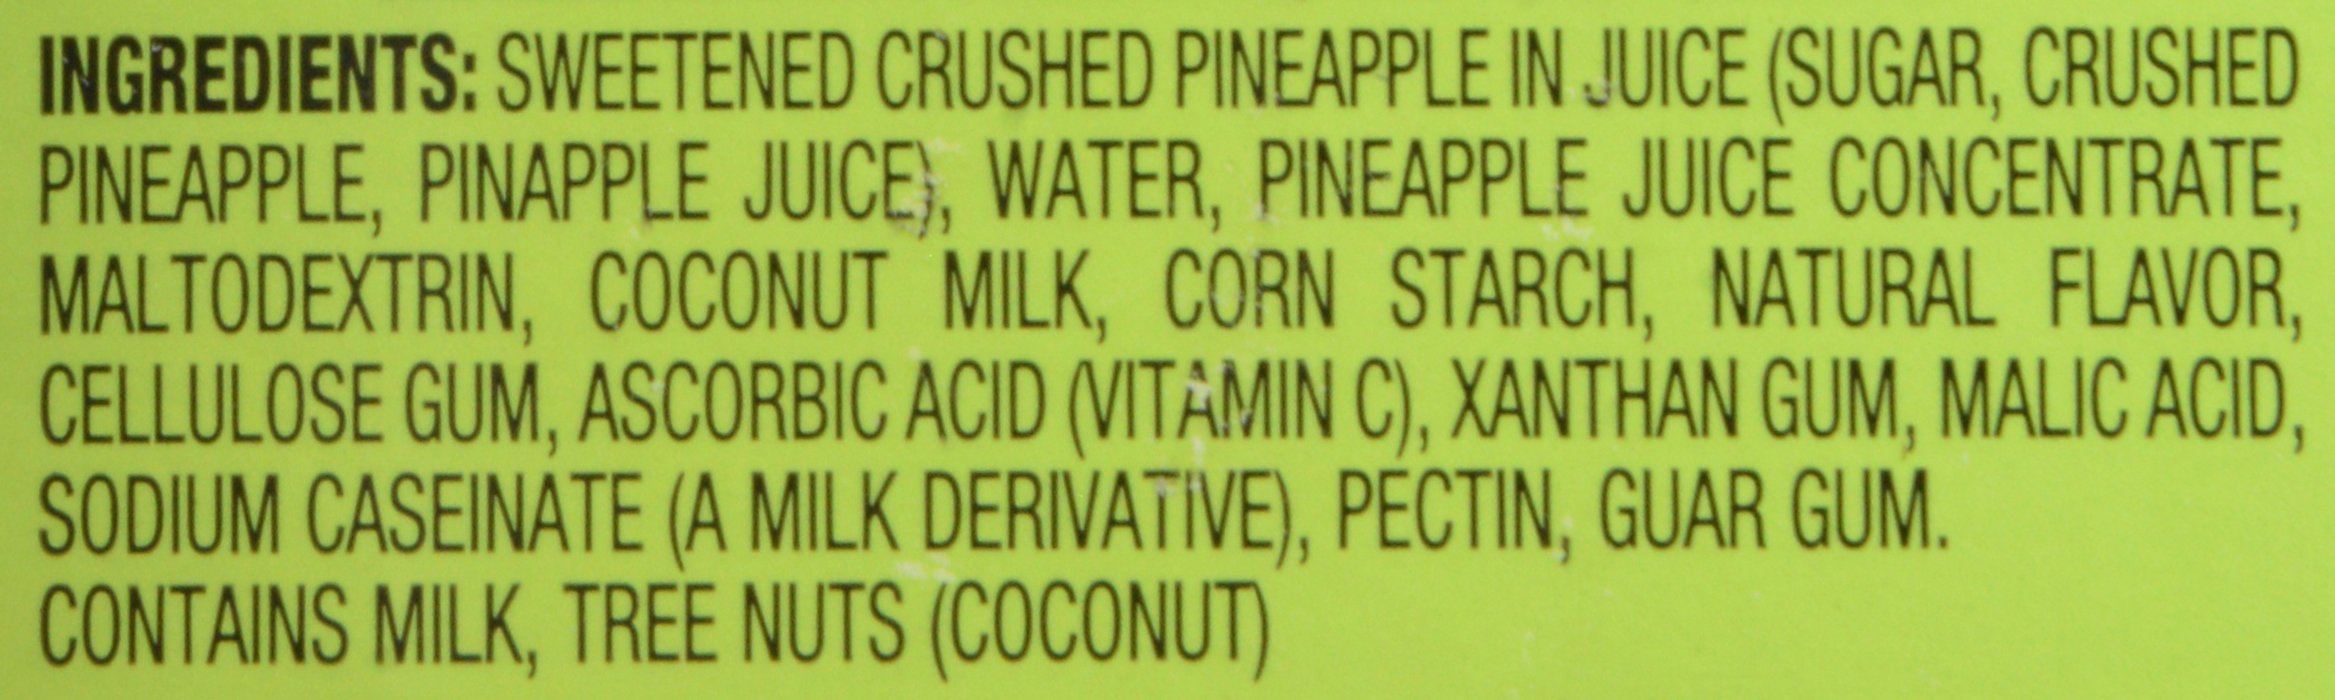 INGREDIENTS: SWEETENED CRUSHED PINEAPPLE IN JUICE (SUGAR, CRUSHED
PINEAPPLE, PINAPPLE JUICE), WATER, PINEAPPLE JUICE CONCENTRATE,
MALTODEXTRIN, COCONUT MILK, CORN STARCH, NATURAL FLAVOR,
CELLULOSE GUM, ASCORBIC ACID (VITAMIN C), XANTHAN GUM, MALIC ACID,
SODIUM CASEINATE (A MILK DERIVATIVE), PECTIN, GUAR GUM.
CONTAINS MILK, TREE NUTS (COCONUT)